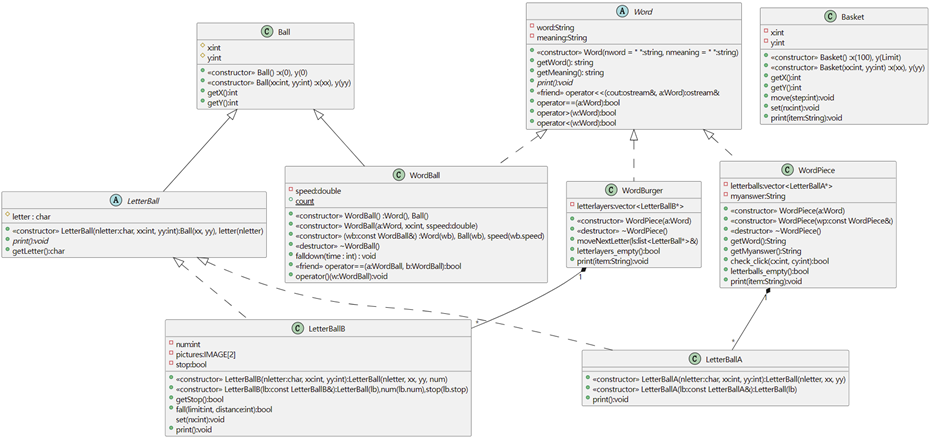 C Ball
x:int
y:int
«constructor» Ball() :x(0), y(0)
«constructor» Ball(xx:int, yy:int) :x(xx), y(yy)
getX():int
getY():int
A Word
word:String
meaning:String
«constructor» Word(nword = " ":string, nmeaning = " ":string)
getWord(): string
getMeaning(): string
print():void
«friend» operator<<(cout:ostream&, a:Word):ostream&
operator==(a:Word):bool
operator>(w:Word):bool
operator<(w:Word):bool
C Basket
x:int
y:int
«constructor» Basket() :x(100), y(Limit)
«constructor» Basket(xx:int, yy:int) :x(xx), y(yy)
getX():int
getY():int
move(step:int):void
set(nx:int):void
print(item:String):void
A LetterBall
letter : char
«constructor» LetterBall(nletter:char, xx:int, yy:int):Ball(xx, yy), letter(nletter)
print():void
getLetter():char
C WordBall
speed:double
count
«constructor» WordBall() :Word(), Ball()
«constructor» WordBall(a:Word, xx:int, sspeed:double)
«constructor» (wb:const WordBall&) :Word(wb), Ball(wb), speed(wb.speed)
«destructor» ~WordBall()
falldown(time : int) : void
«friend» operator==(a:WordBall, b:WordBall):bool
operator()(w:WordBall):void
C WordBurger
letterlayers:vector<LetterBallB*>
«constructor» WordPiece(a:Word)
«destructor» ~WordPiece()
moveNextLetter(ls:list<LetterBall*>&)
letterlayers_empty():bool
print(item:String):void
C WordPiece
letterballs:vector<LetterBallA*>
myanswer:String
«constructor» WordPiece(a:Word)
«constructor» WordPiece(wp:const WordPiece&)
«destructor» ~WordPiece()
getWord():String
getMyanswer():String
check_click(cx:int, cy:int):bool
letterballs_empty():bool
print(item:String):void
1
1
*
*
C LetterBallB
num:int
pictures:IMAGE[2]
stop:bool
«constructor» LetterBallB(nletter:char, xx:int, yy:int):LetterBall(nletter, xx, yy, num)
«constructor» LetterBallB(lb:const LetterBallB&):LetterBall(lb),num(lb.num),stop(lb.stop)
getStop():bool
fall(limit:int, distance:int):bool
set(nx:int):void
print():void
C LetterBallA
«constructor» LetterBallA(nletter:char, xx:int, yy:int):LetterBall(nletter, xx, yy)
«constructor» LetterBallA(lb:const LetterBallA&):LetterBall(lb)
print():void